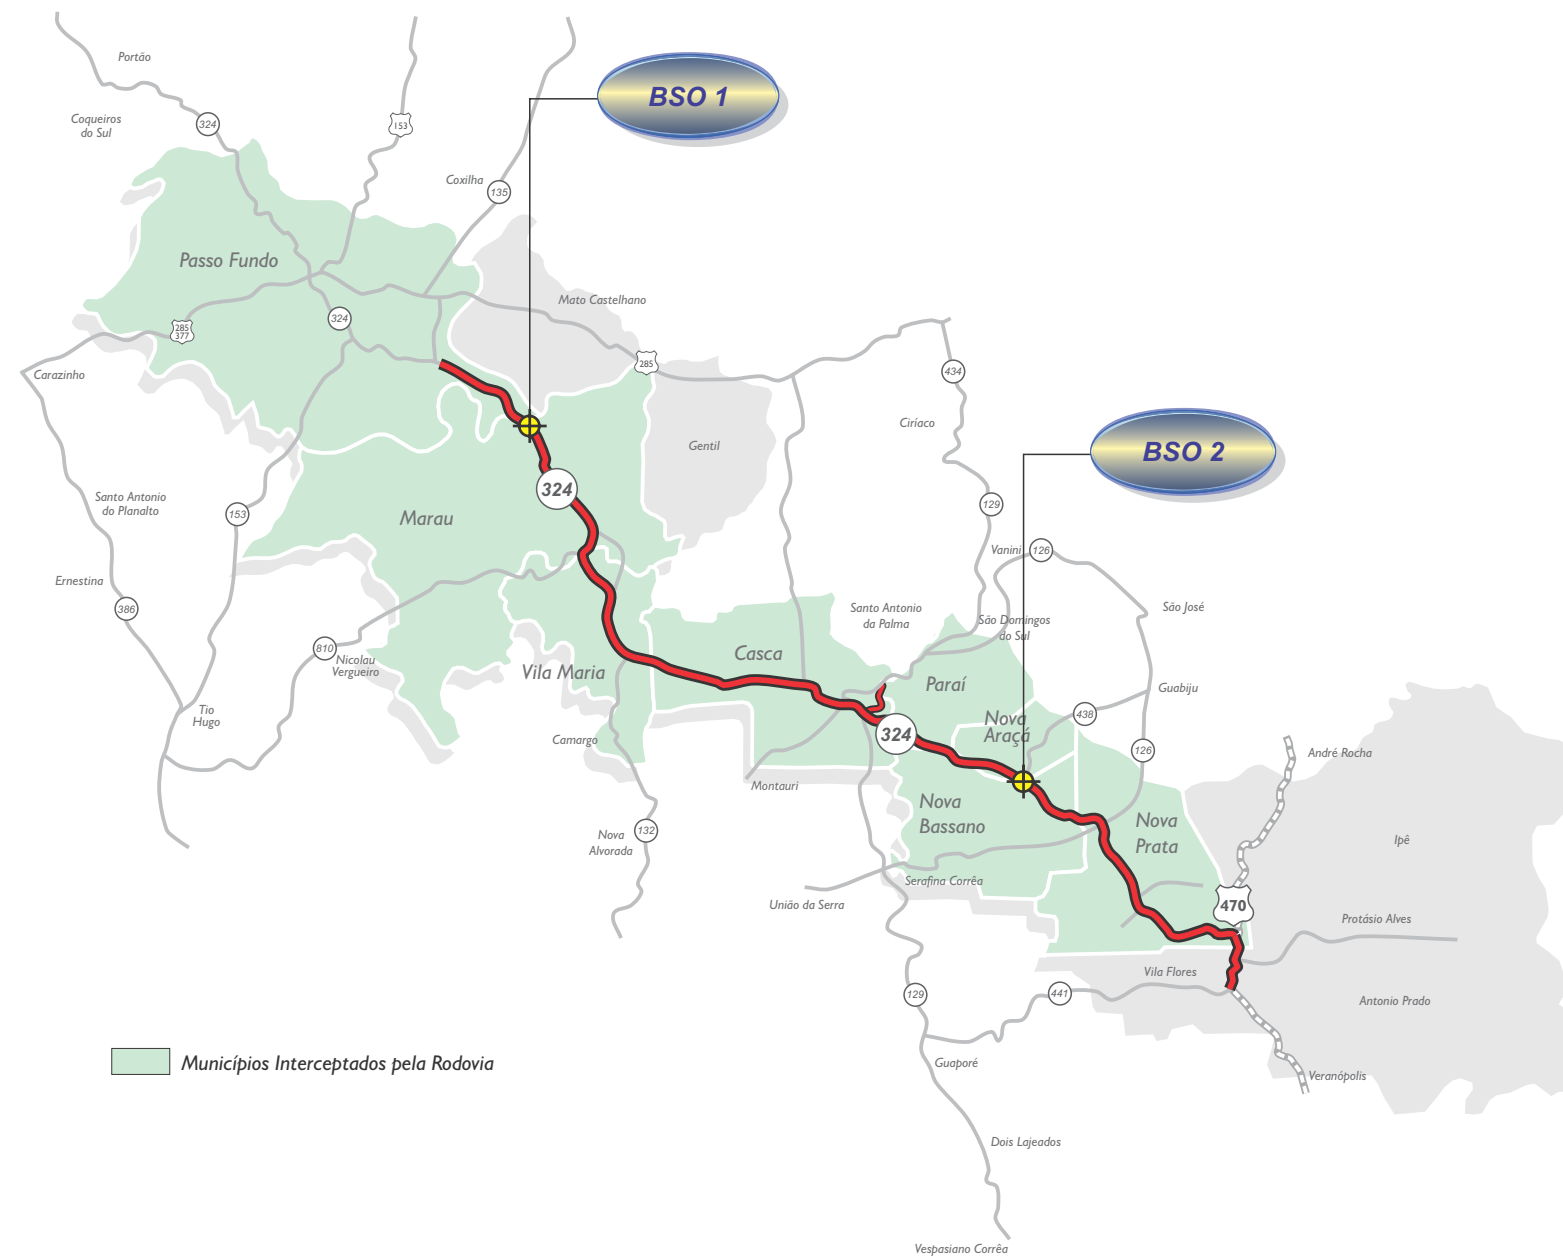 Portão
BSO 1
Coqueiros
do Sul
324
153
Coxilha
135
Passo Fundo
Mato Castelhano
324
285
377
285
Carazinho
434
Ciríaco
Gentil
BSO 2
324
Santo Antonio
do Planalto
153
Marau
129
Vanini
126
Ernestina
386
Santo Antonio
da Palma
São Domingos
do Sul
São José
810
Nicolau
Vergueiro
Vila Maria
Casca
Paraí
Guabiju
Tio
Hugo
Nova
Araçá
438
324
Camargo
126
André Rocha
Montauri
Nova
Bassano
Nova
Prata
Nova
Alvorada
132
Ipê
Serafina Corrêa
União da Serra
470
Protásio Alves
Vila Flores
129
441
Antonio Prado
Municípios Interceptados pela Rodovia
Guaporé
Veranópolis
Dois Lajeados
Vespasiano Corrêa